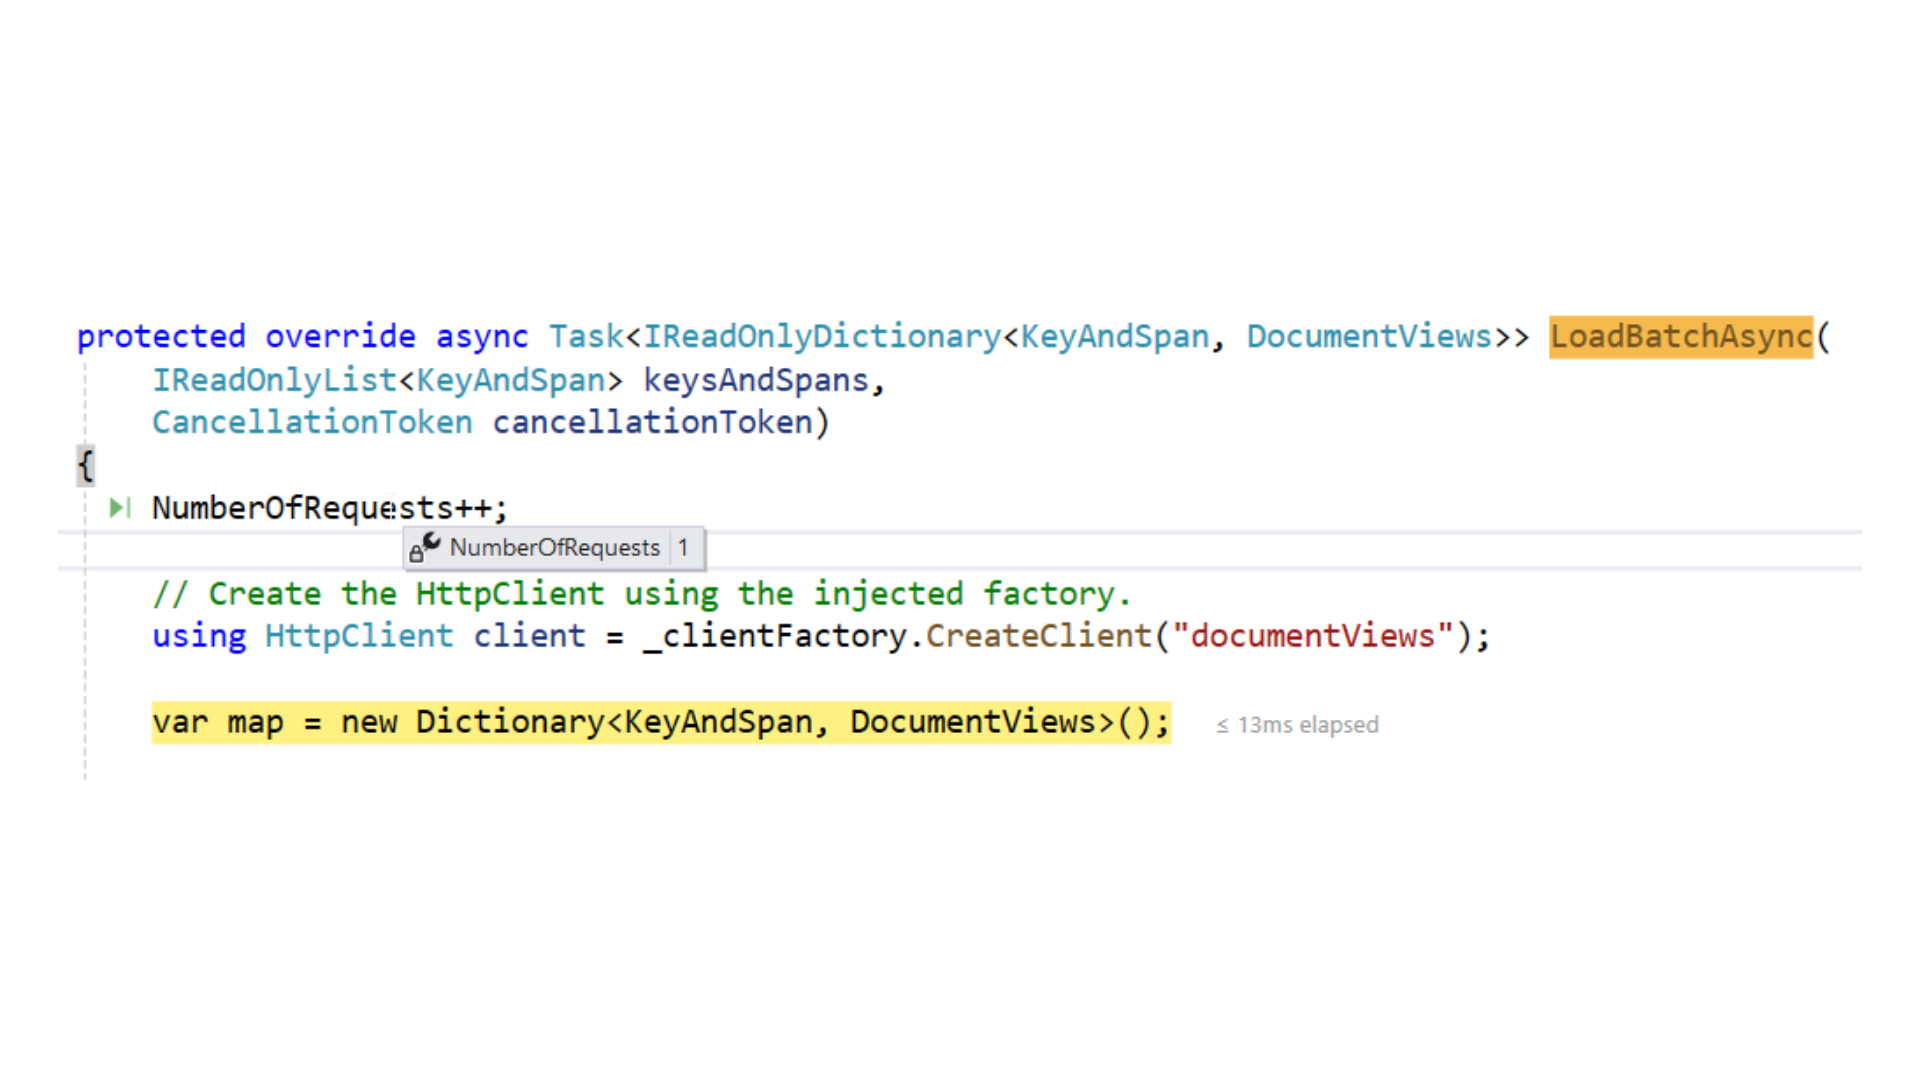 protected override async Task<IReadOnlyDictionary<KeyAndSpan, DocumentViews>> LoadBatchAsync(
IReadOnlyList<KeyAndSpan> keysAndSpans,
CancellationToken cancellationToken)
{
NumberOfRequests++;
NumberOfRequests 1
// Create the HttpClient using the injected factory.
using HttpClient client = _clientFactory.CreateClient("documentViews");
var map = new Dictionary<KeyAndSpan, DocumentViews>(); ≤ 13ms elapsed